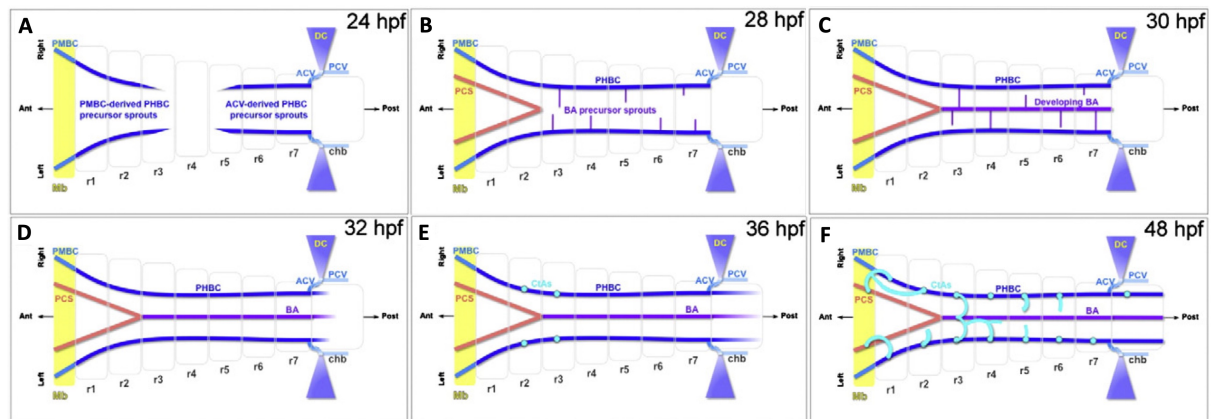 A
24 hpf
DC
PMBC
ACV
PCV
Right
Ant
PMBC-derived PHBC
precursor sprouts
ACV-derived PHBC
precursor sprouts
Post
Left
Mb
r1
r2
r3
r4
r5
r6
r7
chb
B
28 hpf
DC
PMBC
PHBC
ACV
PCV
Right
PCS
Ant
BA precursor sprouts
Post
Left
Mb
r1
r2
r3
r4
r5
r6
r7
chb
C
30 hpf
DC
PMBC
PHBC
ACV
PCV
Right
PCS
Ant
Developing BA
Post
Left
Mb
r1
r2
r3
r4
r5
r6
r7
chb
D
32 hpf
DC
PMBC
PHBC
ACV
PCV
Right
PCS
Ant
BA
Post
Left
Mb
r1
r2
r3
r4
r5
r6
r7
chb
E
36 hpf
DC
PMBC
CtAs
PHBC
ACV
PCV
Right
PCS
Ant
BA
Post
Left
Mb
r1
r2
r3
r4
r5
r6
r7
chb
F
48 hpf
DC
PMBC
CtAs
PHBC
ACV
PCV
Right
PCS
Ant
BA
Post
Left
Mb
r1
r2
r3
r4
r5
r6
r7
chb